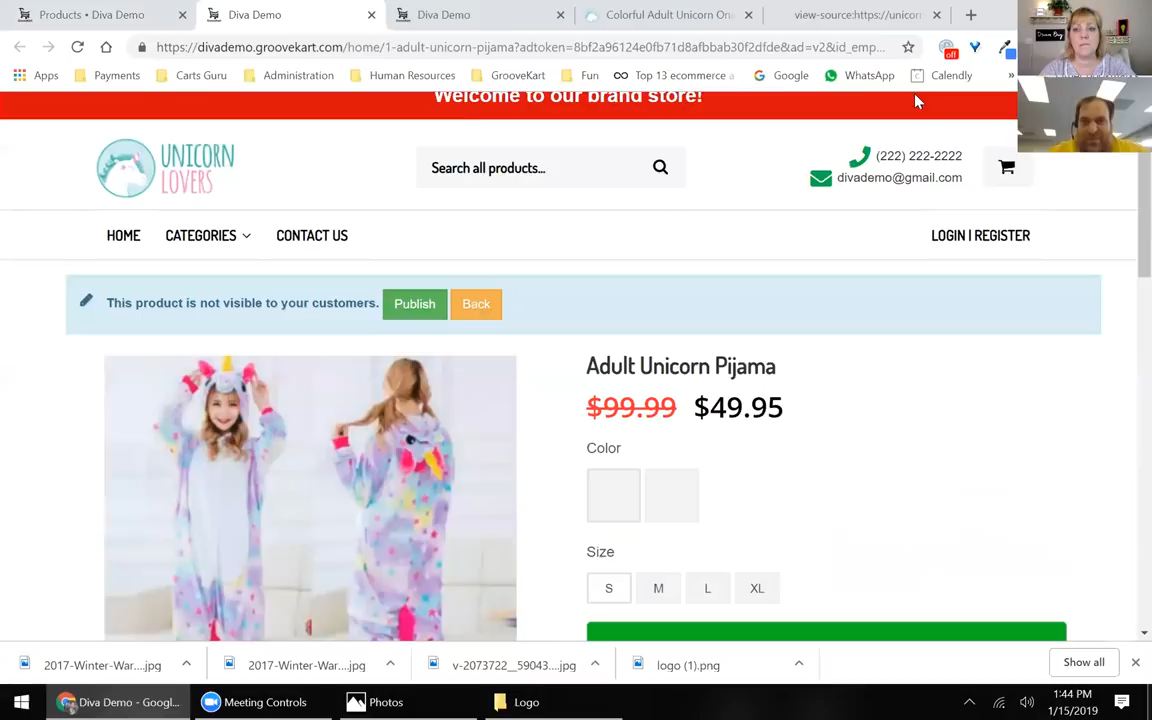 Products • Diva Demo
Diva Demo
Diva Demo
Colorful Adult Unicorn On
view-source:https://unicorn
https://divademo.groovekart.com/home/1-adult-unicorn-pijama?adtoken=8bf2a96124e0fb71d8afbbab30f2dfde&ad=v2&id_emp...
off
Apps
Payments
Carts Guru
Administration
Human Resources
GrooveKart
Fun
Top 13 ecommerce a
Google
WhatsApp
Calendly
»
Welcome to our brand store!
UNICORN
LOVERS
Search all products...
(222) 222-2222
divademo@gmail.com
HOME
CATEGORIES
CONTACT US
LOGIN | REGISTER
This product is not visible to your customers.
Publish
Back
Adult Unicorn Pijama
$99.99 $49.95
Color
Size
S
M
L
XL
2017-Winter-War....jpg
2017-Winter-War....jpg
v-2073722__59043....jpg
logo (1).png
Show all
Diva Demo - Googl...
Meeting Controls
Photos
Logo
1:44 PM
1/15/2019